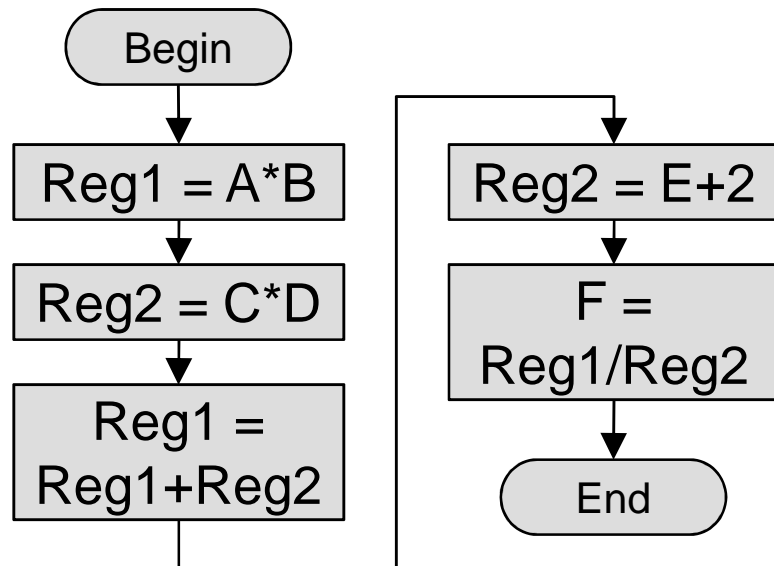 Begin
Reg1 = A*B
Reg2 = C*D
Reg1 =
Reg1+Reg2
Reg2 = E+2
F =
Reg1/Reg2
End